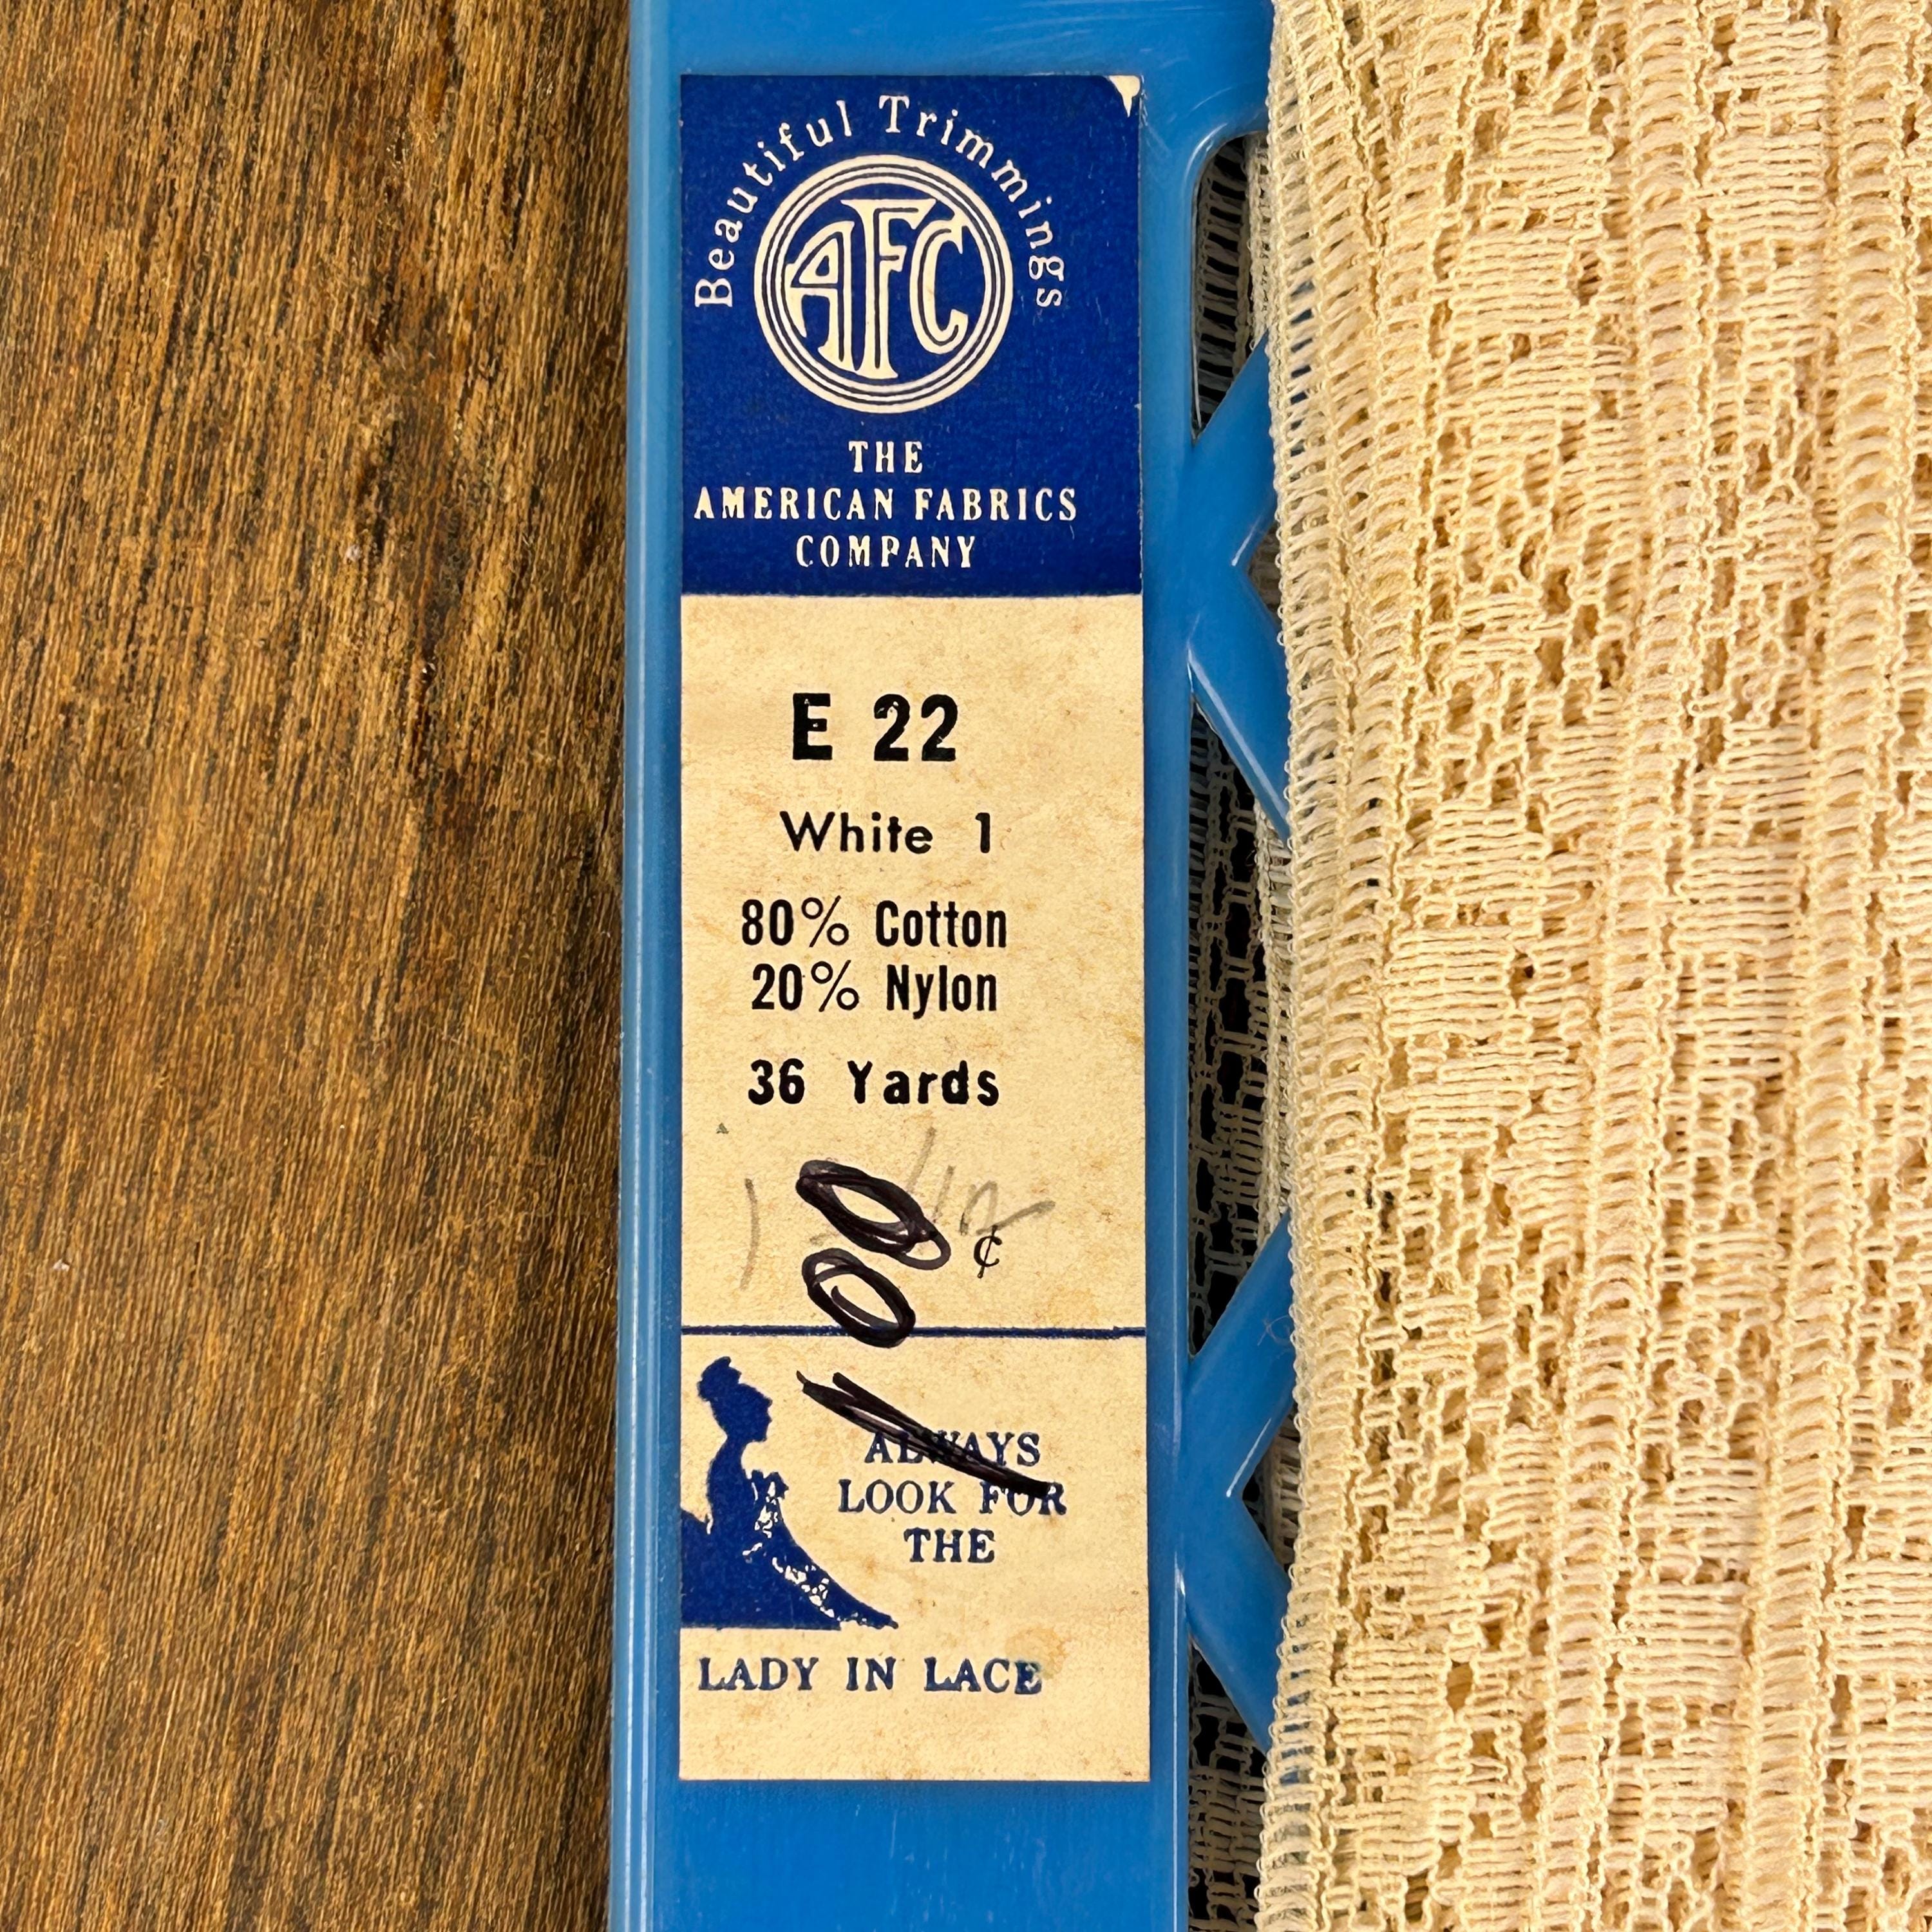 Beautiful Trimmings
AFC
THE
AMERICAN FABRICS
COMPANY
E 22
White 1
80% Cotton
20% Nylon
36 Yards
¢
100
ALWAYS
LOOK FOR
THE
LADY IN LACE